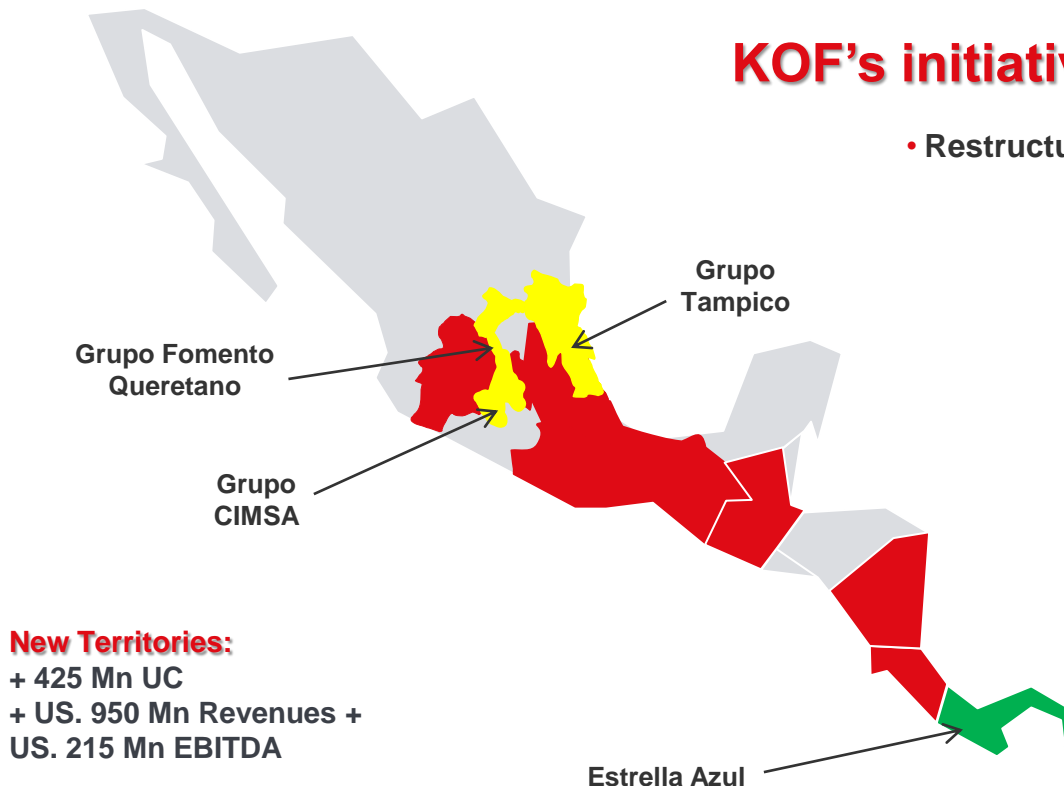 KOF's initiativ
• Restructu
Grupo
Tampico
Grupo Fomento
Queretano
Grupo
CIMSA
New Territories:
+ 425 Mn UC
+ US. 950 Mn Revenues +
US. 215 Mn EBITDA
Estrella Azul